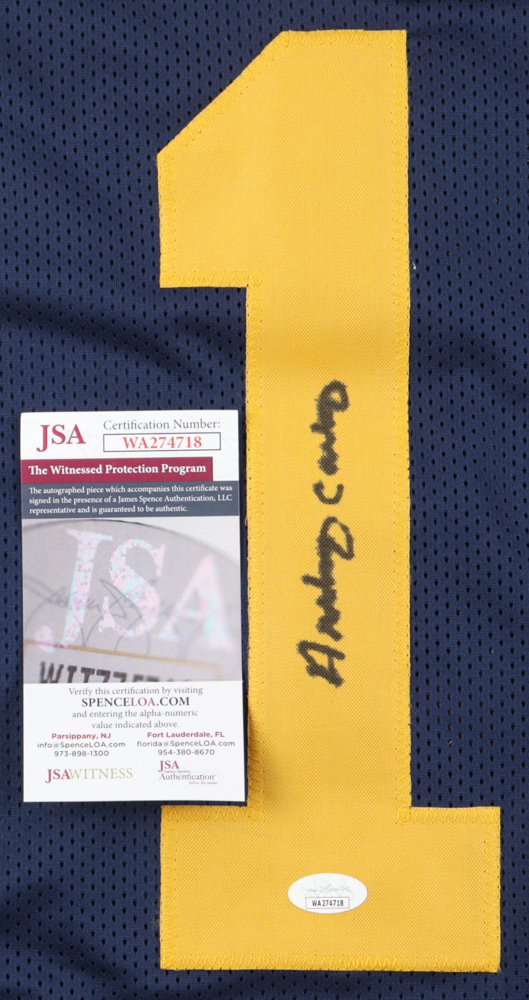 1
JSA
Certification Number:
WA274718
The Witnessed Protection Program
The autographed piece which accompanies this certificate was
signed in the presence of a James Spence Authentication, LLC
representative and is guaranteed to be authentic.
JSA
Verify this certification by visiting
SPENCELOA.COM
and entering the alpha-numeric
value indicated above.
Parsippany, NJ
info@SpenceLOA.com
973-898-1300
Fort Lauderdale, FL
florida@SpenceLOA.com
954-380-8670
JSAWITNESS
JSA
James Spence
Authentication
WA274718